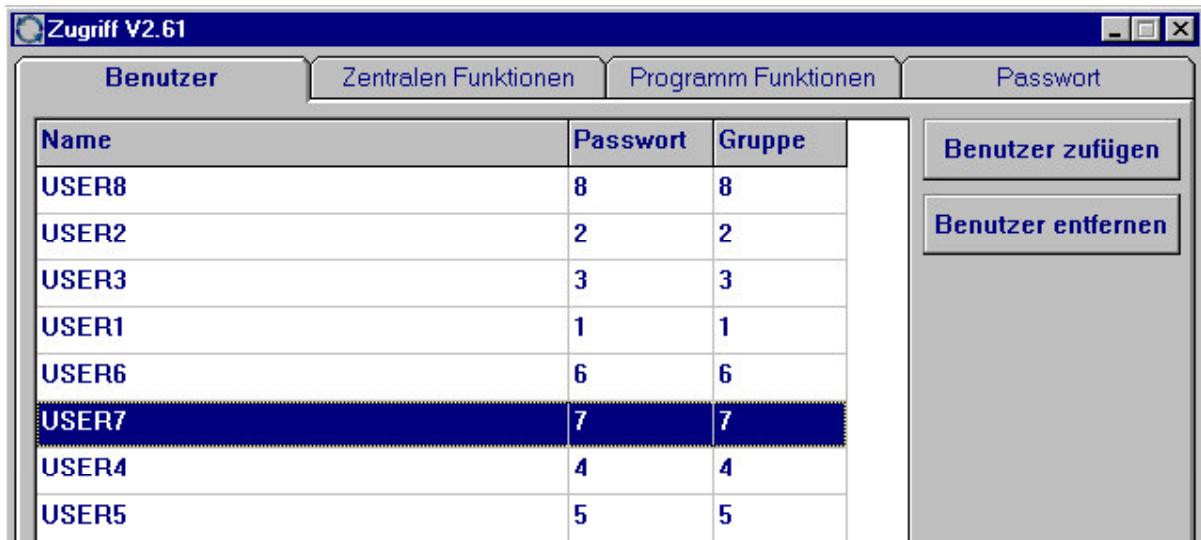 Zugriff V2.61
Benutzer Zentralen Funktionen Programm Funktionen Passwort
Name Passwort Gruppe Benutzer zufügen
USER8 8 8
USER2 2 2 Benutzer entfernen
USER3 3 3
USER1 1 1
USER6 6 6
USER7 7 7
USER4 4 4
USER5 5 5